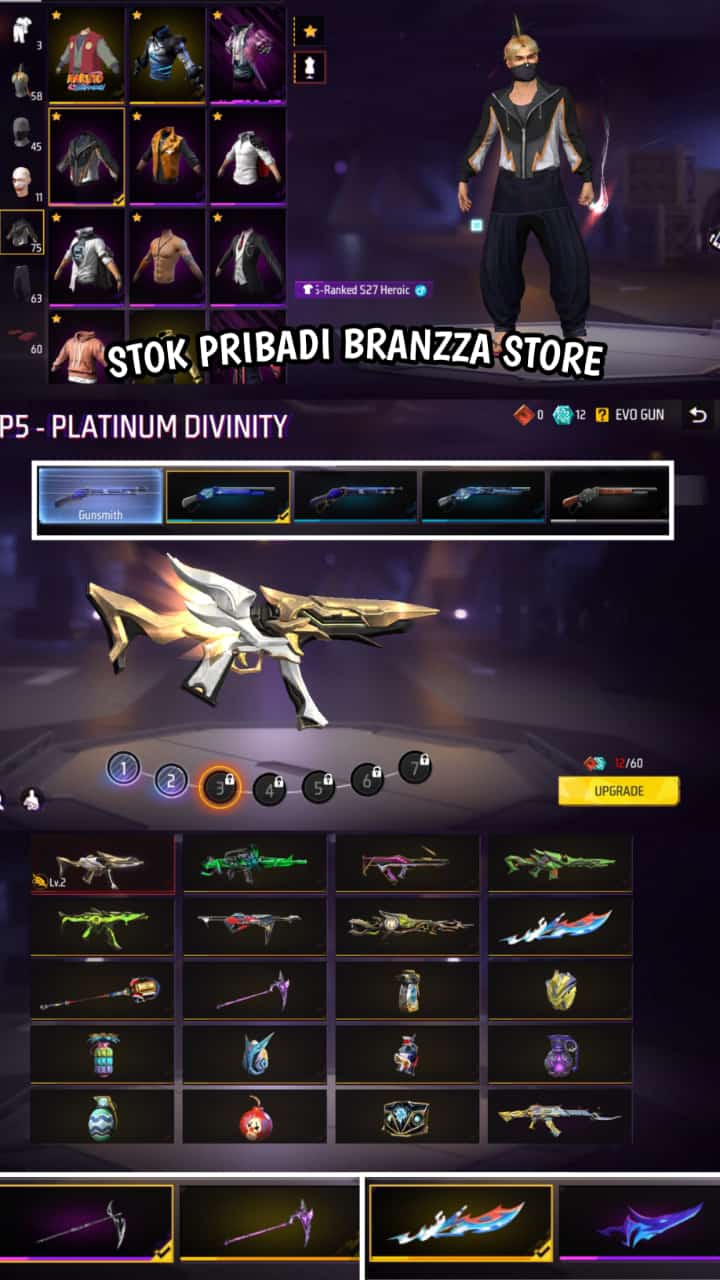 3
58
45
11
75
63
60
NARUTO
S-Ranked S27 Heroic
STOK PRIBADI BRANZZA STORE
P5 - PLATINUM DIVINITY
0
12
?
EVO GUN
Gunsmith
1
2
3
4
5
6
7
12/60
UPGRADE
Lv.2